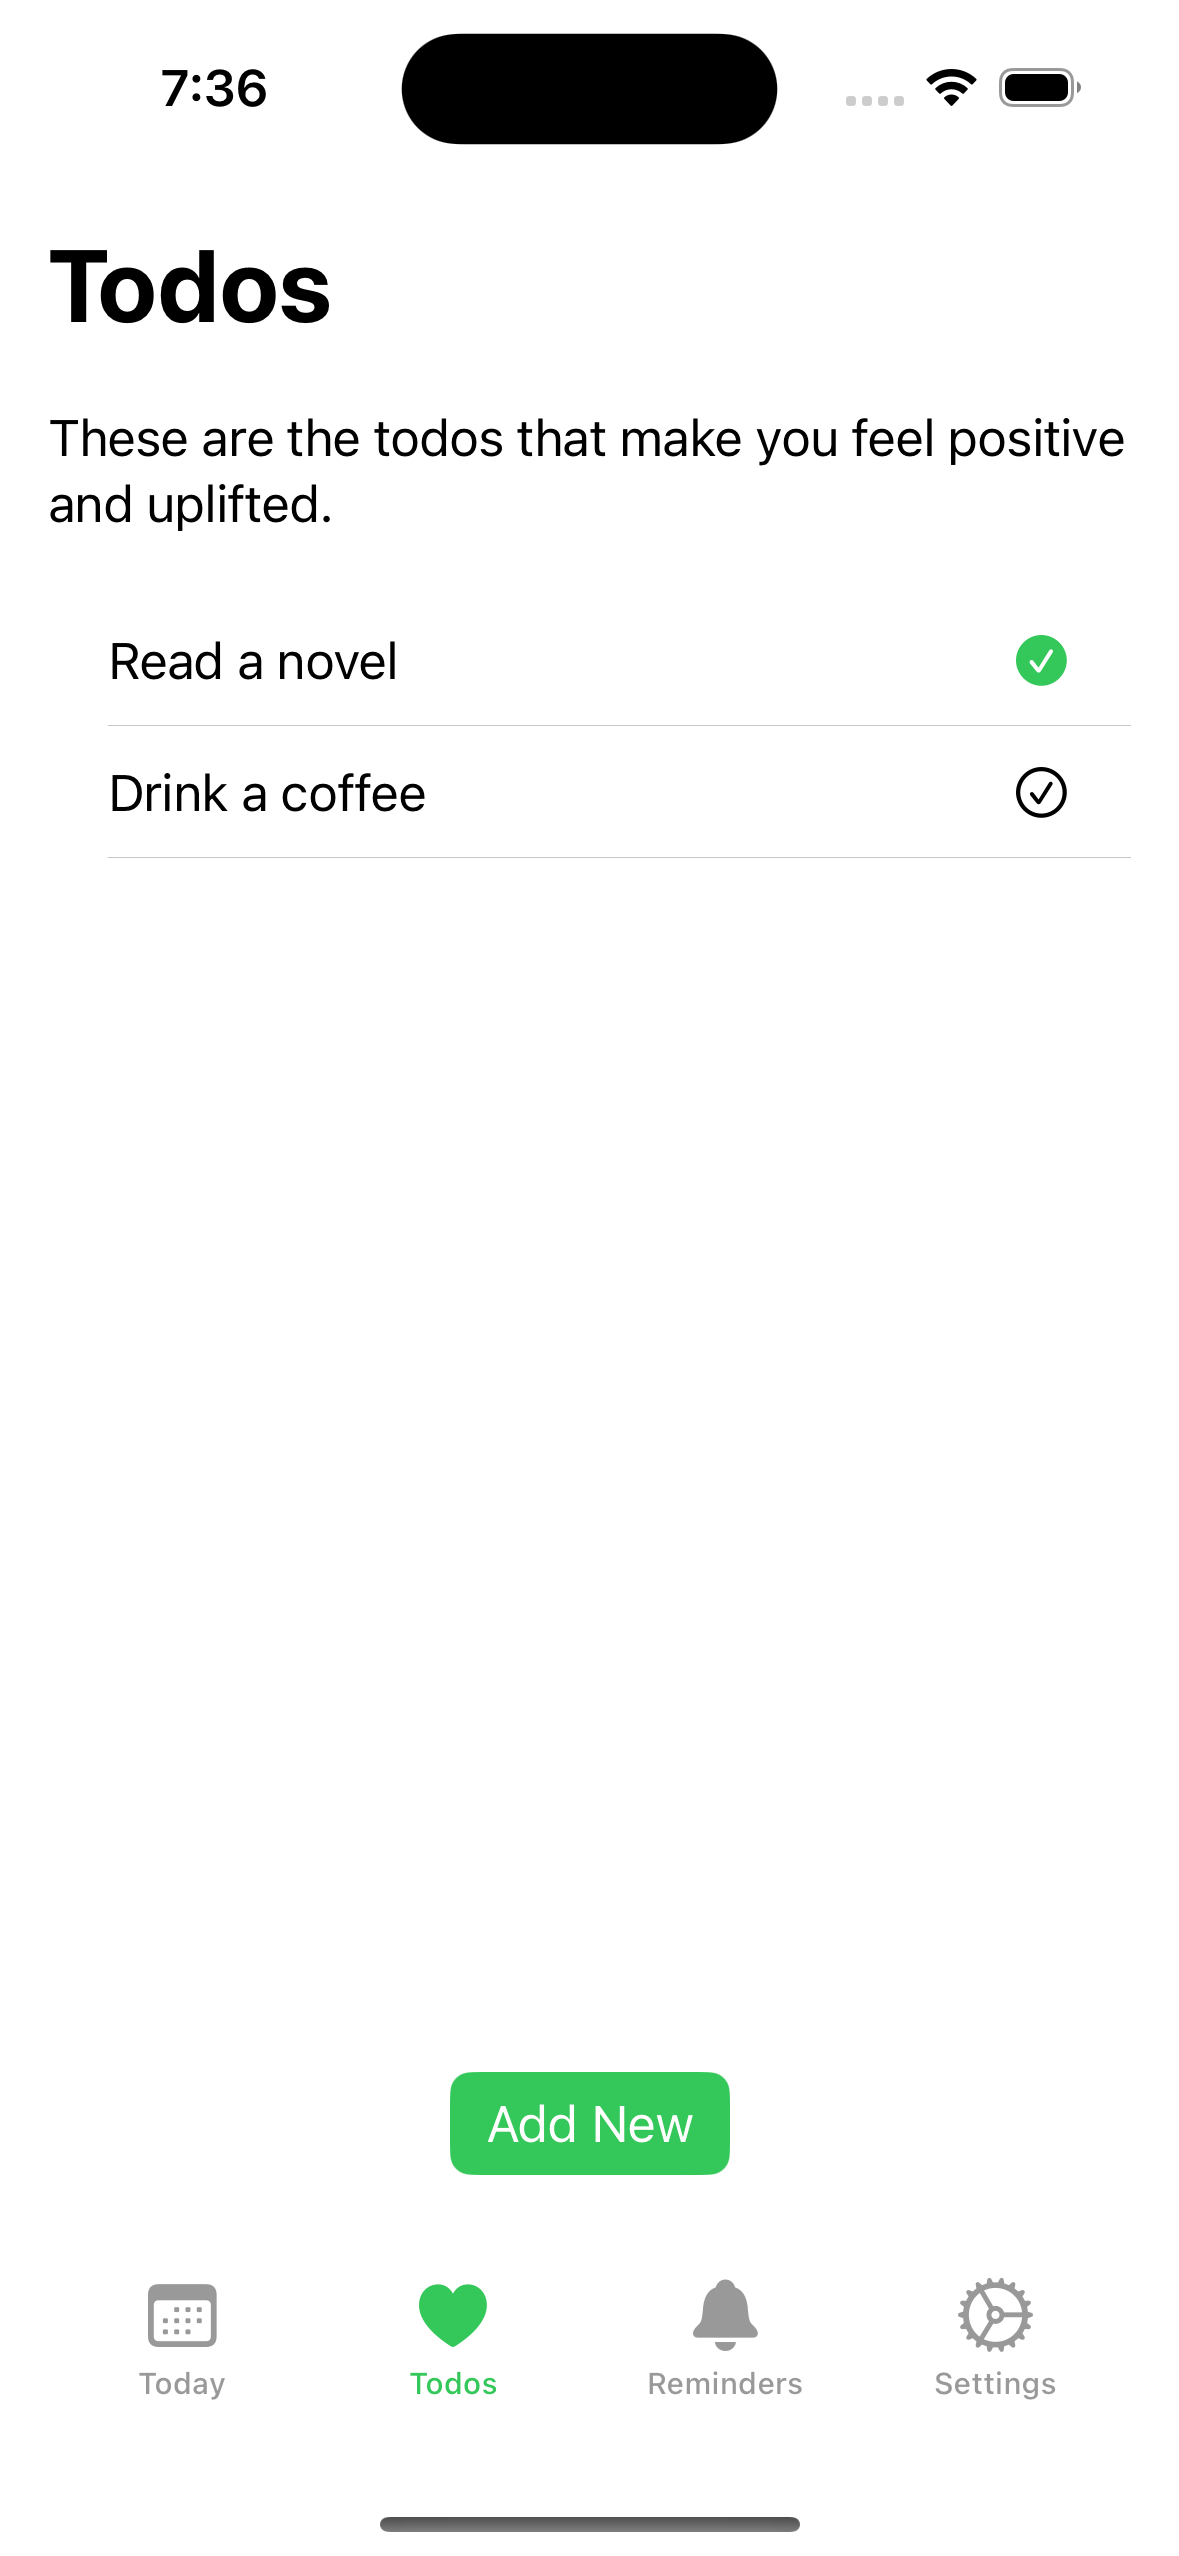 7:36
Todos
These are the todos that make you feel positive
and uplifted.
Read a novel
Drink a coffee
Add New
Today
Todos
Reminders
Settings